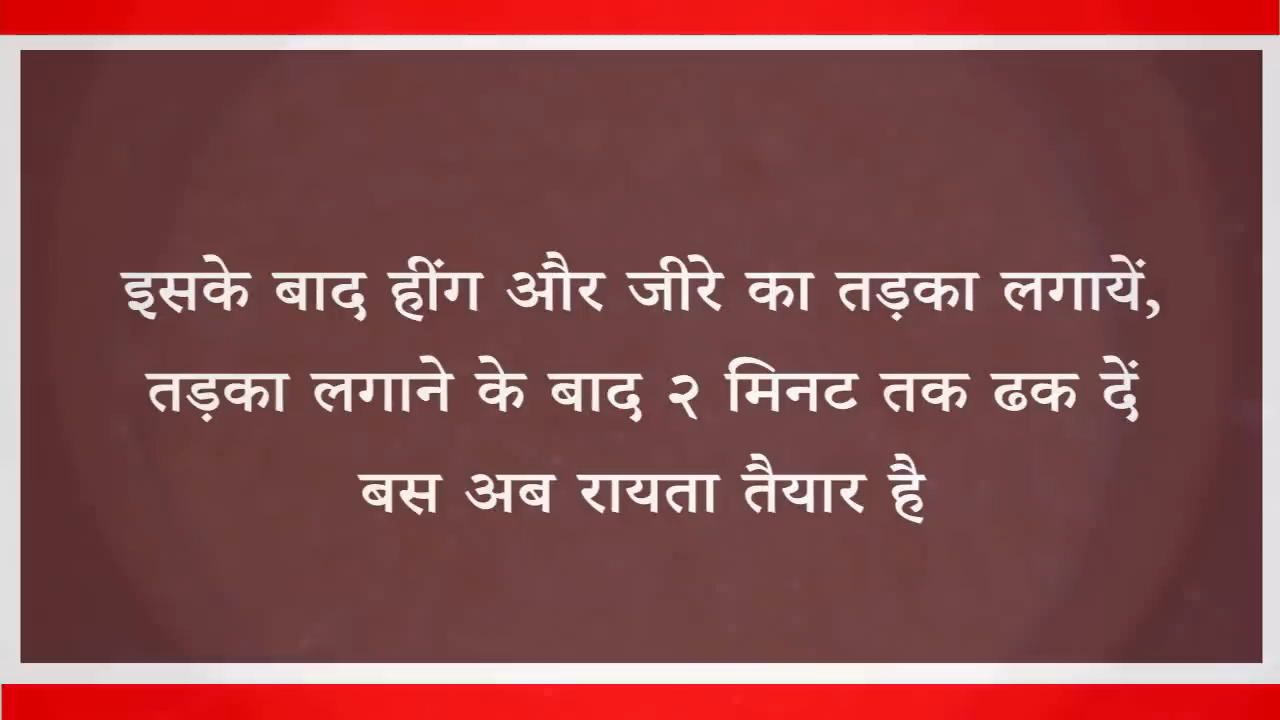 इसके बाद हींग और जीरे का तड़का लगायें,
तड़का लगाने के बाद २ मिनट तक ढक दें
बस अब रायता तैयार है